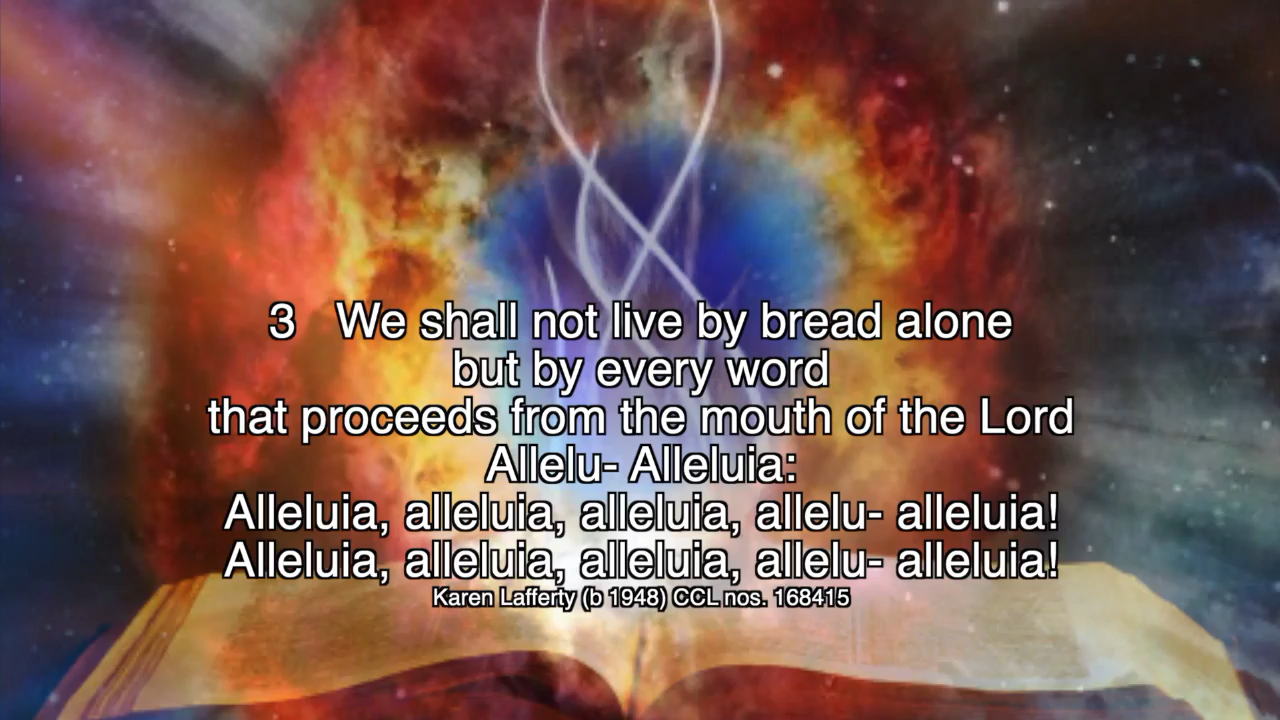 3 We shall not live by bread alone
but by every word
that proceeds from the mouth of the Lord
Allelu- Alleluia:
Alleluia, alleluia, alleluia, allelu- alleluia!
Alleluia, alleluia, alleluia, allelu- alleluia!
Karen Lafferty (b 1948) CCL nos. 168415